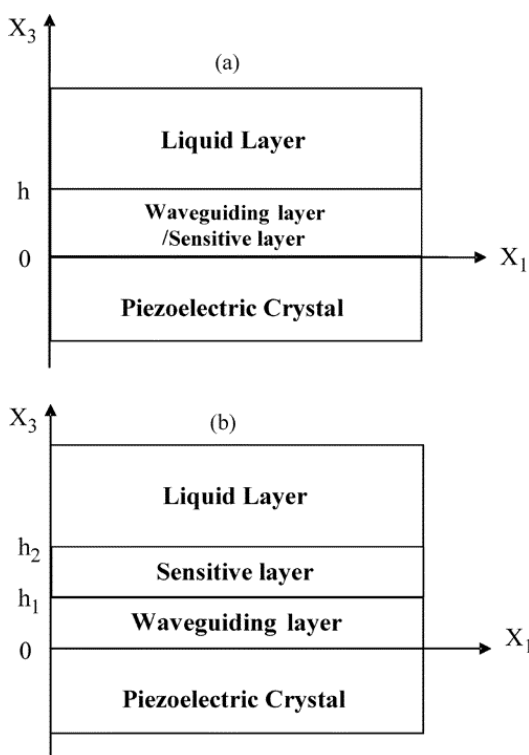 X3
(a)
Liquid Layer
h
Waveguiding layer
/Sensitive layer
0
X1
Piezoelectric Crystal
X3
(b)
Liquid Layer
h2
Sensitive layer
h1
Waveguiding layer
0
X1
Piezoelectric Crystal